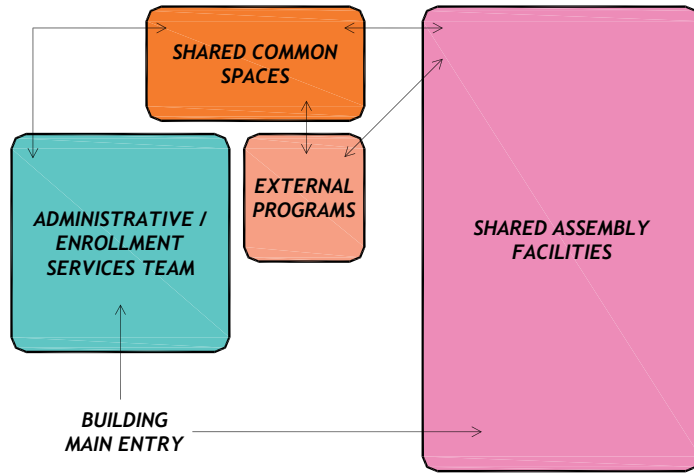 SHARED COMMON
SPACES
EXTERNAL
PROGRAMS
ADMINISTRATIVE /
ENROLLMENT
SERVICES TEAM
SHARED ASSEMBLY
FACILITIES
BUILDING
MAIN ENTRY